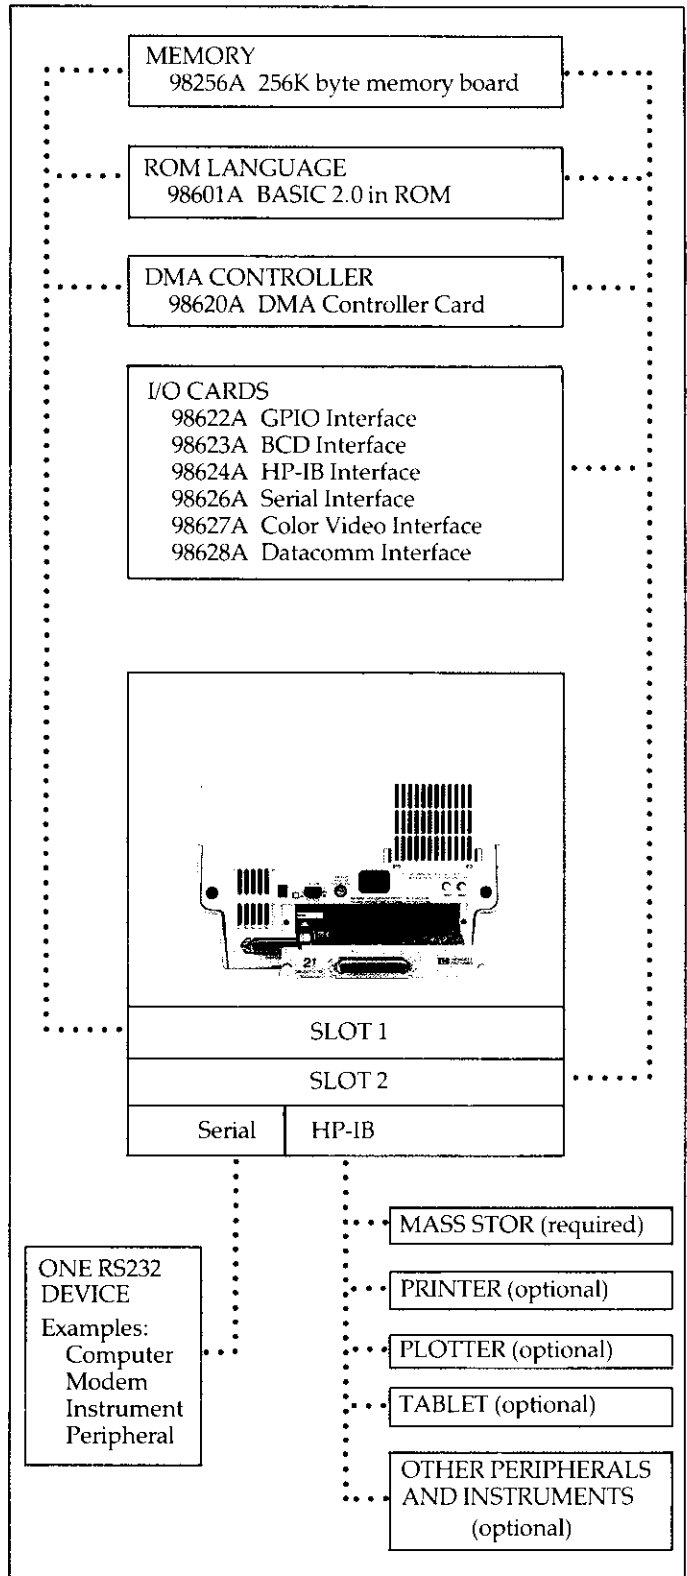 MEMORY
98256A 256K byte memory board
ROM LANGUAGE
98601A BASIC 2.0 in ROM
DMA CONTROLLER
98620A DMA Controller Card
I/O CARDS
98622A GPIO Interface
98623A BCD Interface
98624A HP-IB Interface
98626A Serial Interface
98627A Color Video Interface
98628A Datacomm Interface
21
SLOT 1
SLOT 2
Serial HP-IB
MASS STOR (required)
PRINTER (optional)
PLOTTER (optional)
TABLET (optional)
OTHER PERIPHERALS
AND INSTRUMENTS
(optional)
ONE RS232
DEVICE
Examples:
Computer
Modem
Instrument
Peripheral